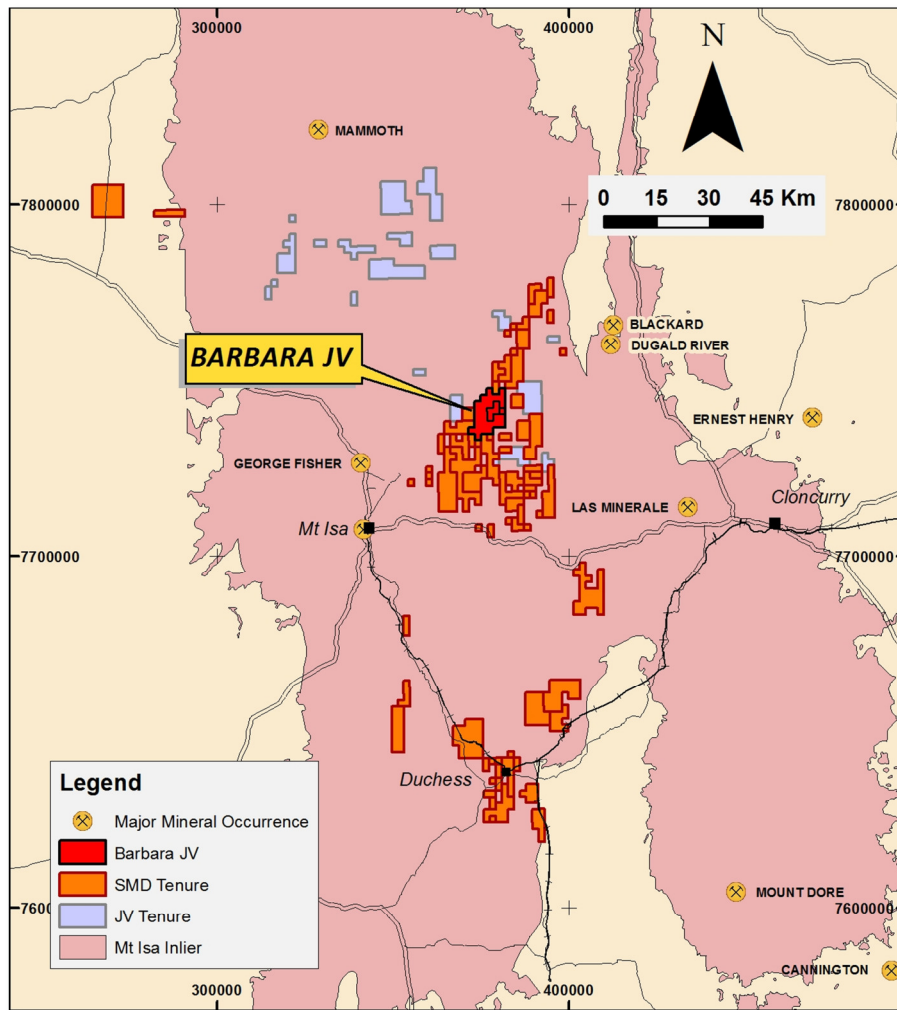 300000
400000
N
MAMMOTH
7800000
7800000
0 15 30 45 Km
BLACKARD
DUGALD RIVER
BARBARA JV
ERNEST HENRY
GEORGE FISHER
LAS MINERALE
Cloncurry
Mt Isa
7700000
7700000
Duchess
Legend
Major Mineral Occurrence
Barbara JV
SMD Tenure
JV Tenure
Mt Isa Inlier
MOUNT DORE
7600000
7600000
CANNINGTON
300000
400000